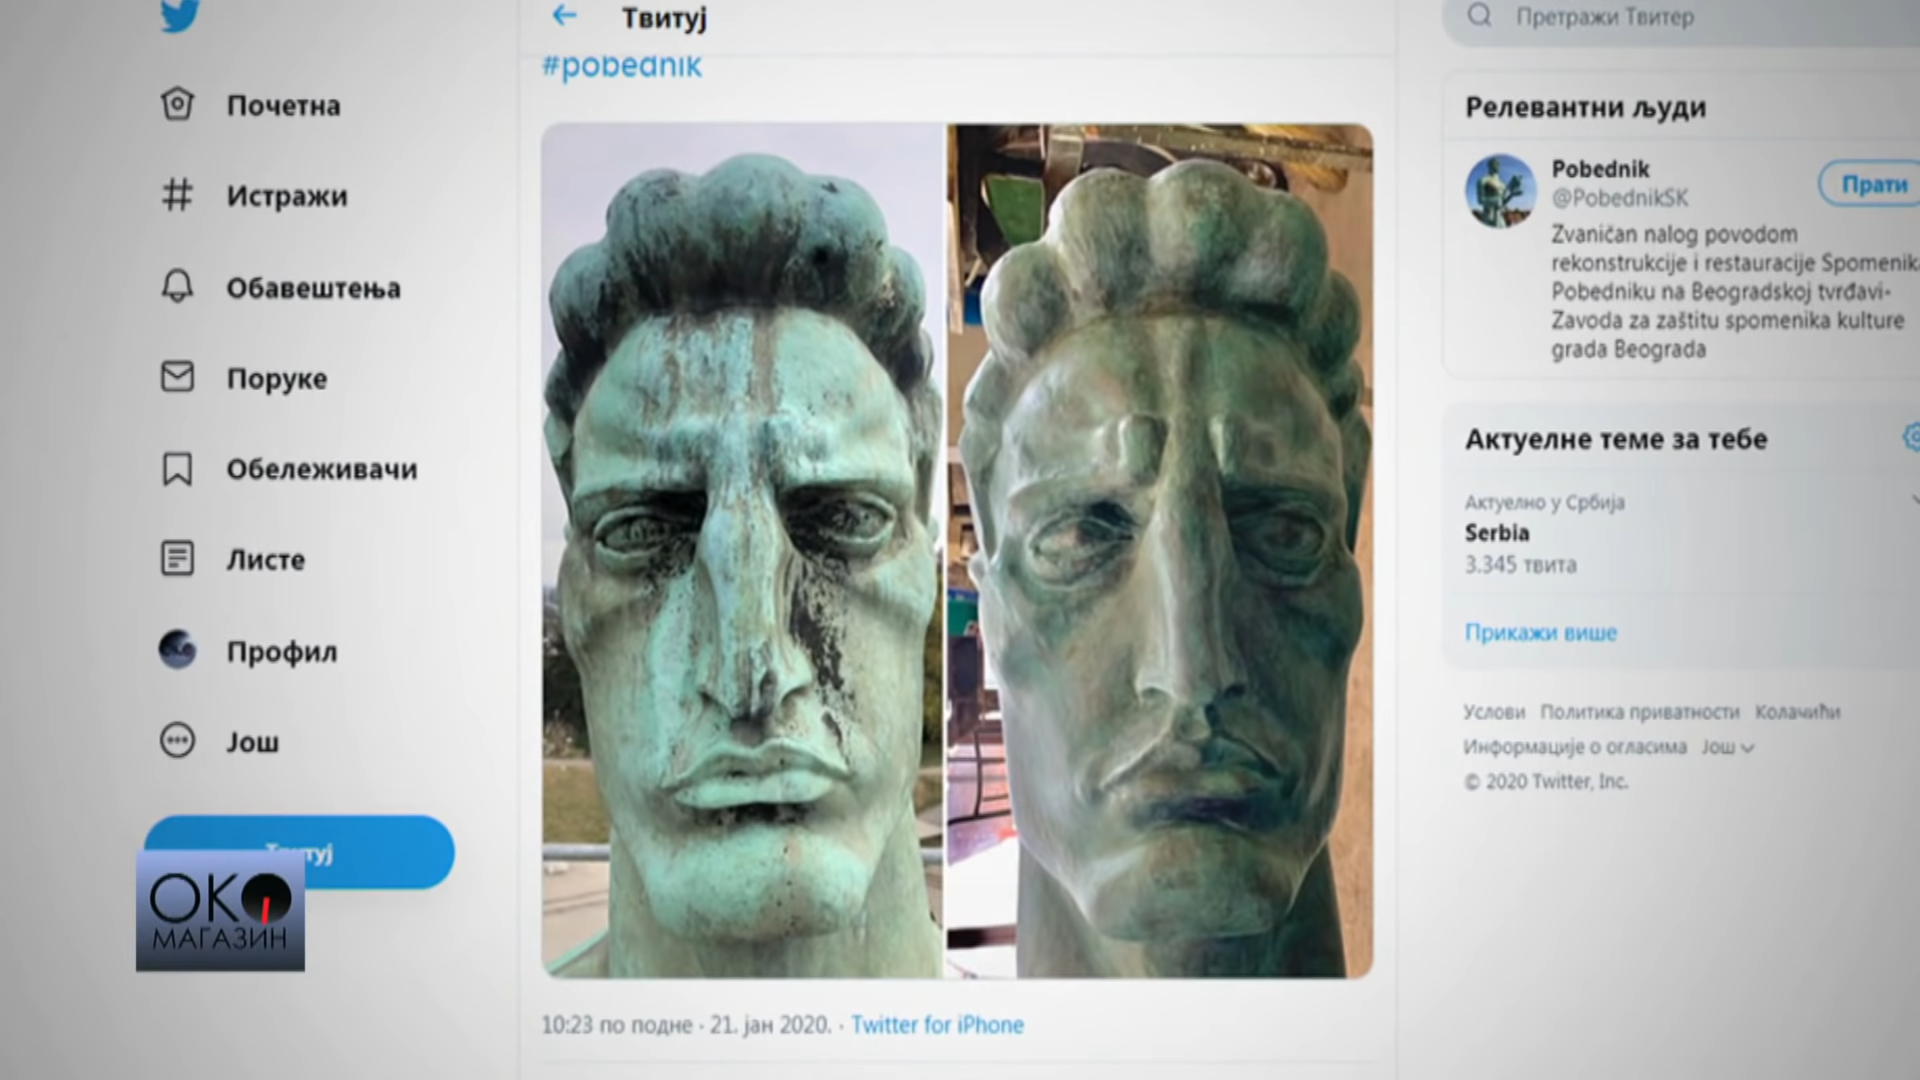 Твитуј
Претражи Твитер
#pobednik
Почетна
Истражи
Обавештења
Поруке
Обележивачи
Листе
Профил
Још
ОКО
МАГАЗИН
10:23 по подне · 21. јан 2020. · Twitter for iPhone
Релевантни људи
Pobednik
@PobednikSK
Прати
Zvaničan nalog povodom
rekonstrukcije i restauracije Spomenika
Pobedniku na Beogradskoj tvrđavi-
Zavoda za zaštitu spomenika kulture
grada Beograda
Актуелне теме за тебе
Актуелно у Србија
Serbia
3.345 твита
Прикажи више
Услови Политика приватности Колачићи
Информације о огласима Још
© 2020 Twitter, Inc.